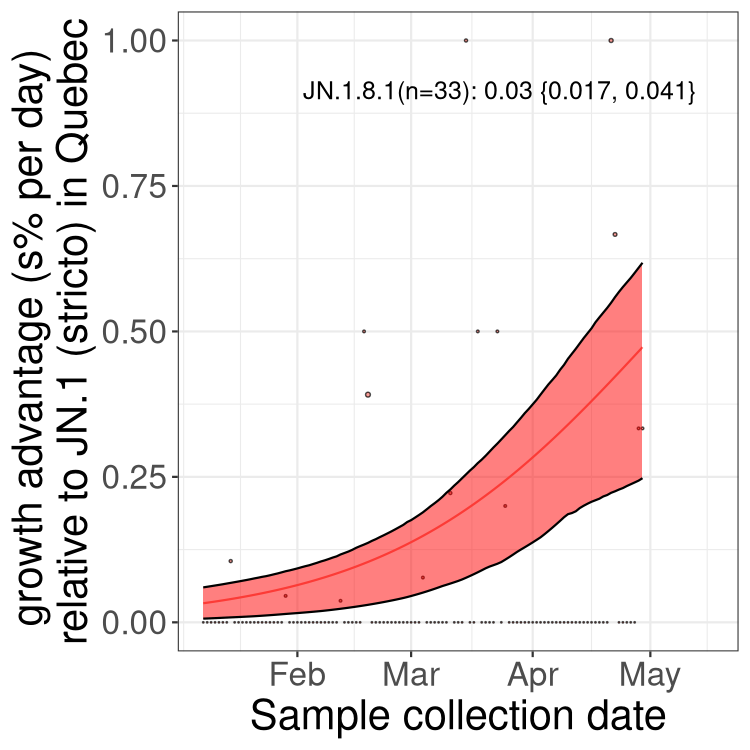 growth advantage (s% per day)
relative to JN.1 (stricto) in Quebec
1.00
0.75
0.50
0.25
0.00
JN.1.8.1(n=33): 0.03 {0.017, 0.041}
Feb Mar Apr May
Sample collection date